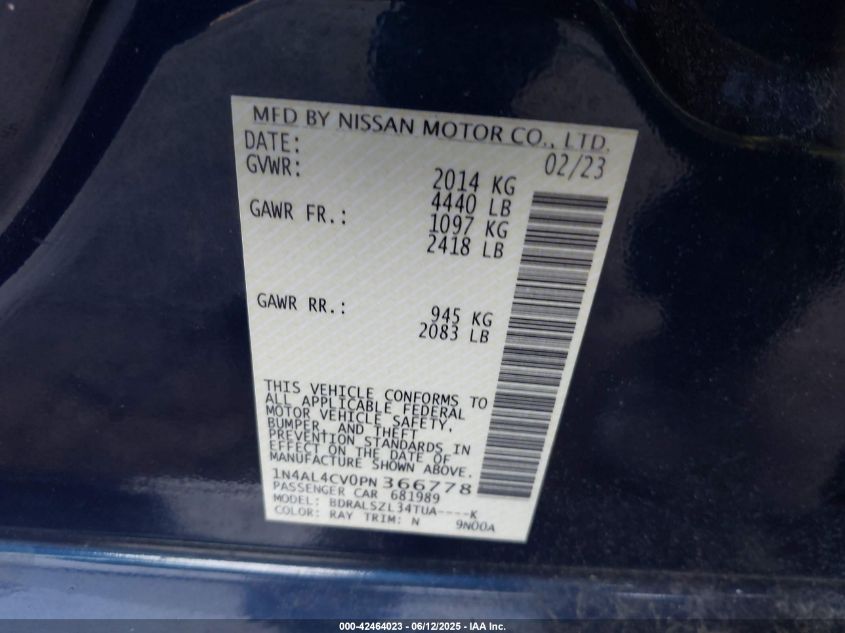 MFD BY NISSAN MOTOR CO., LTD.
DATE: 02/23
GVWR: 2014 KG
4440 LB
GAWR FR.: 1097 KG
2418 LB
GAWR RR.: 945 KG
2083 LB
THIS VEHICLE CONFORMS TO
ALL APPLICABLE FEDERAL
MOTOR VEHICLE SAFETY,
BUMPER, AND THEFT
PREVENTION STANDARDS IN
EFFECT ON THE DATE OF
MANUFACTURE SHOWN ABOVE.
1N4AL4CV0PN366778
PASSENGER CAR 681989
MODEL: BDRALSZL34TUA----K
COLOR: RAY TRIM: N 9N00A
000-42464023 - 06/12/2025 - IAA Inc.